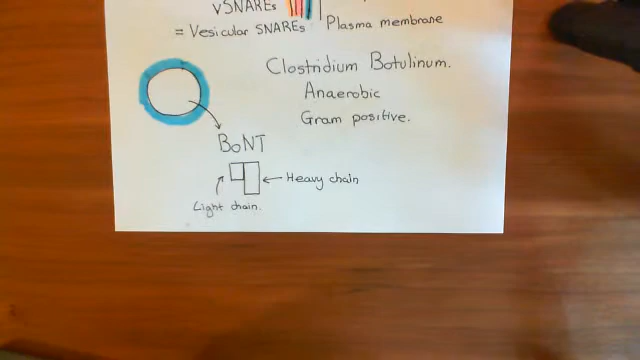 vSNAREs
= Vesicular SNAREs Plasma membrane
Clostridium Botulinum.
Anaerobic
Gram positive.
BoNT
Heavy chain
Light chain.